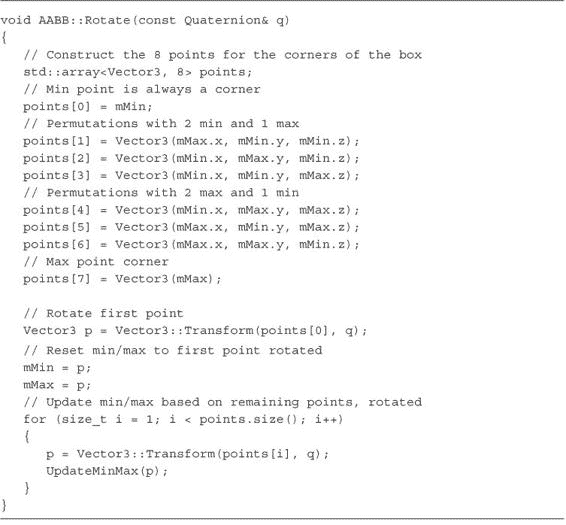 void AABB::Rotate(const Quaternion& q)
{
   // Construct the 8 points for the corners of the box
   std::array<Vector3, 8> points;
   // Min point is always a corner
   points[0] = mMin;
   // Permutations with 2 min and 1 max
   points[1] = Vector3(mMax.x, mMin.y, mMin.z);
   points[2] = Vector3(mMin.x, mMax.y, mMin.z);
   points[3] = Vector3(mMin.x, mMin.y, mMax.z);
   // Permutations with 2 max and 1 min
   points[4] = Vector3(mMin.x, mMax.y, mMax.z);
   points[5] = Vector3(mMax.x, mMin.y, mMax.z);
   points[6] = Vector3(mMax.x, mMax.y, mMin.z);
   // Max point corner
   points[7] = Vector3(mMax);

   // Rotate first point
   Vector3 p = Vector3::Transform(points[0], q);
   // Reset min/max to first point rotated
   mMin = p;
   mMax = p;
   // Update min/max based on remaining points, rotated
   for (size_t i = 1; i < points.size(); i++)
   {
      p = Vector3::Transform(points[i], q);
      UpdateMinMax(p);
   }
}